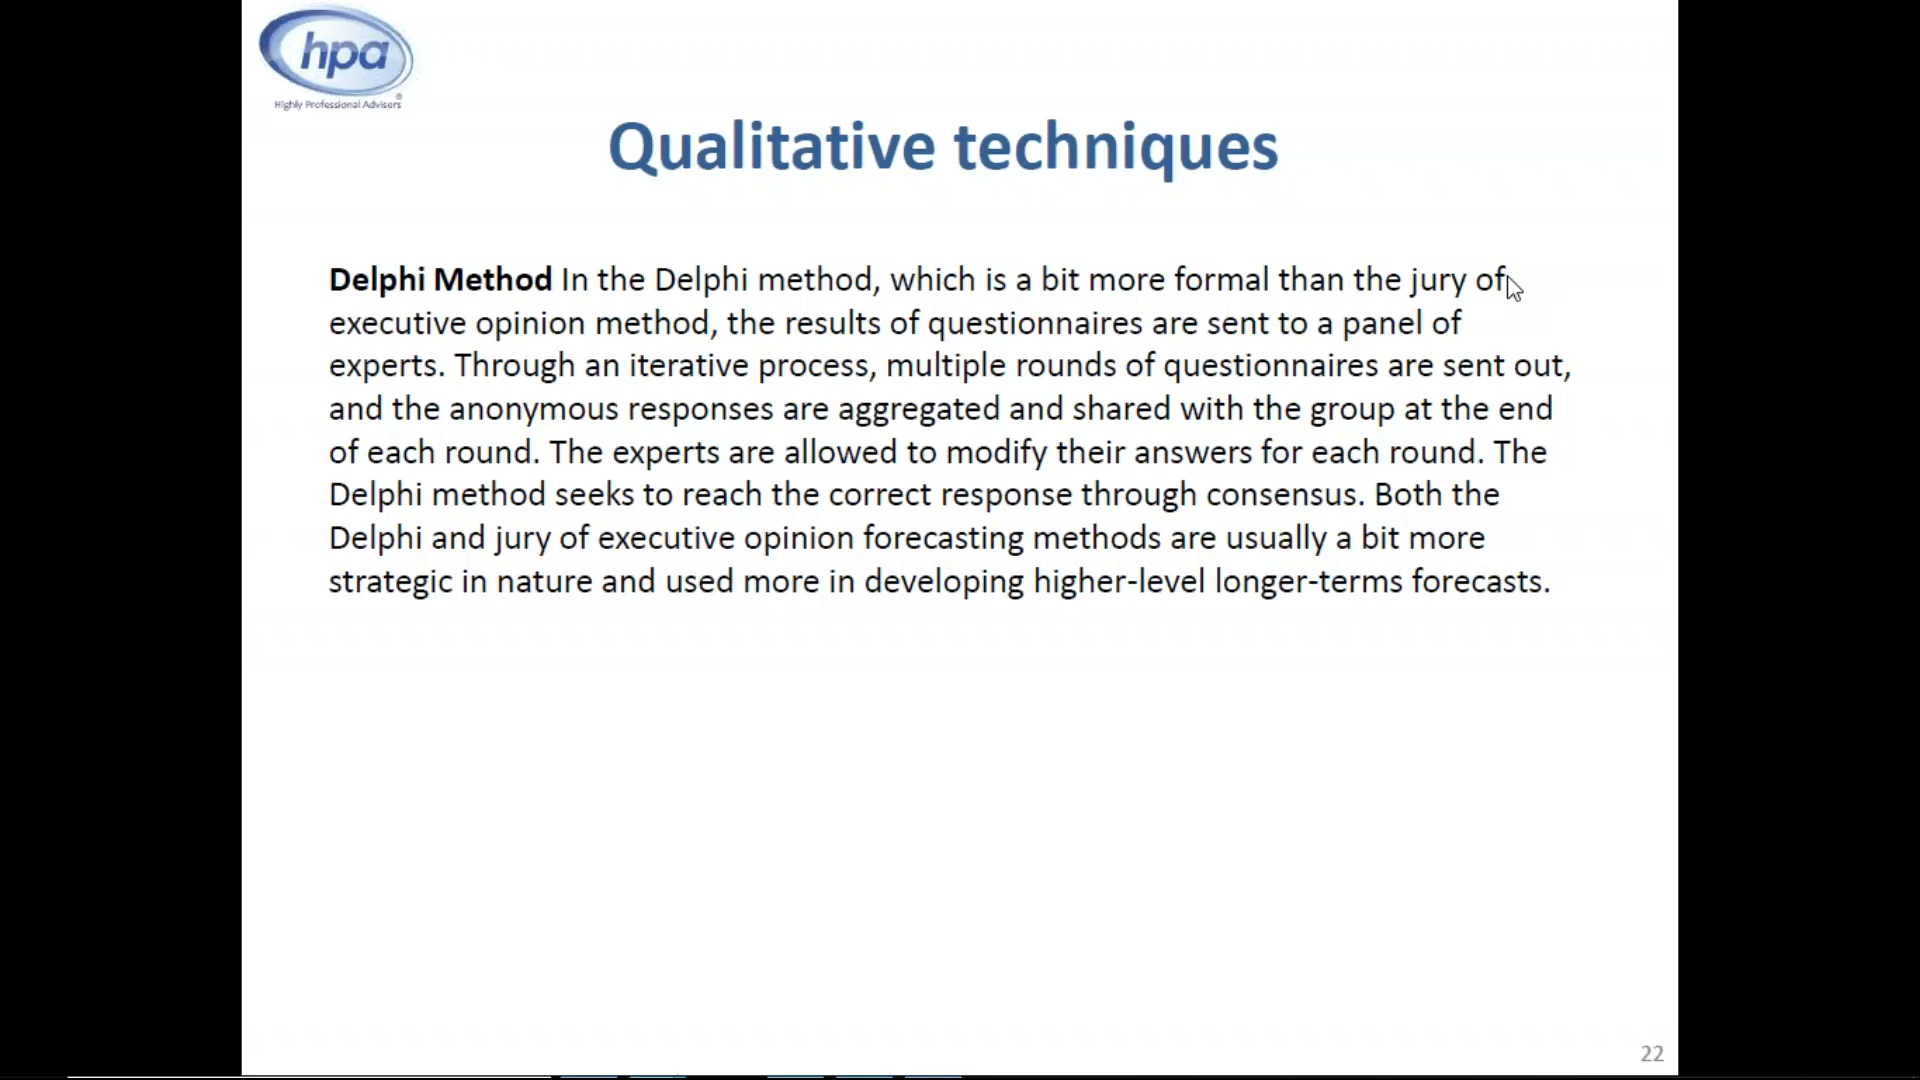 hpa
Highly Professional Advisors
®
Qualitative techniques
Delphi Method In the Delphi method, which is a bit more formal than the jury of
executive opinion method, the results of questionnaires are sent to a panel of
experts. Through an iterative process, multiple rounds of questionnaires are sent out,
and the anonymous responses are aggregated and shared with the group at the end
of each round. The experts are allowed to modify their answers for each round. The
Delphi method seeks to reach the correct response through consensus. Both the
Delphi and jury of executive opinion forecasting methods are usually a bit more
strategic in nature and used more in developing higher-level longer-terms forecasts.
22